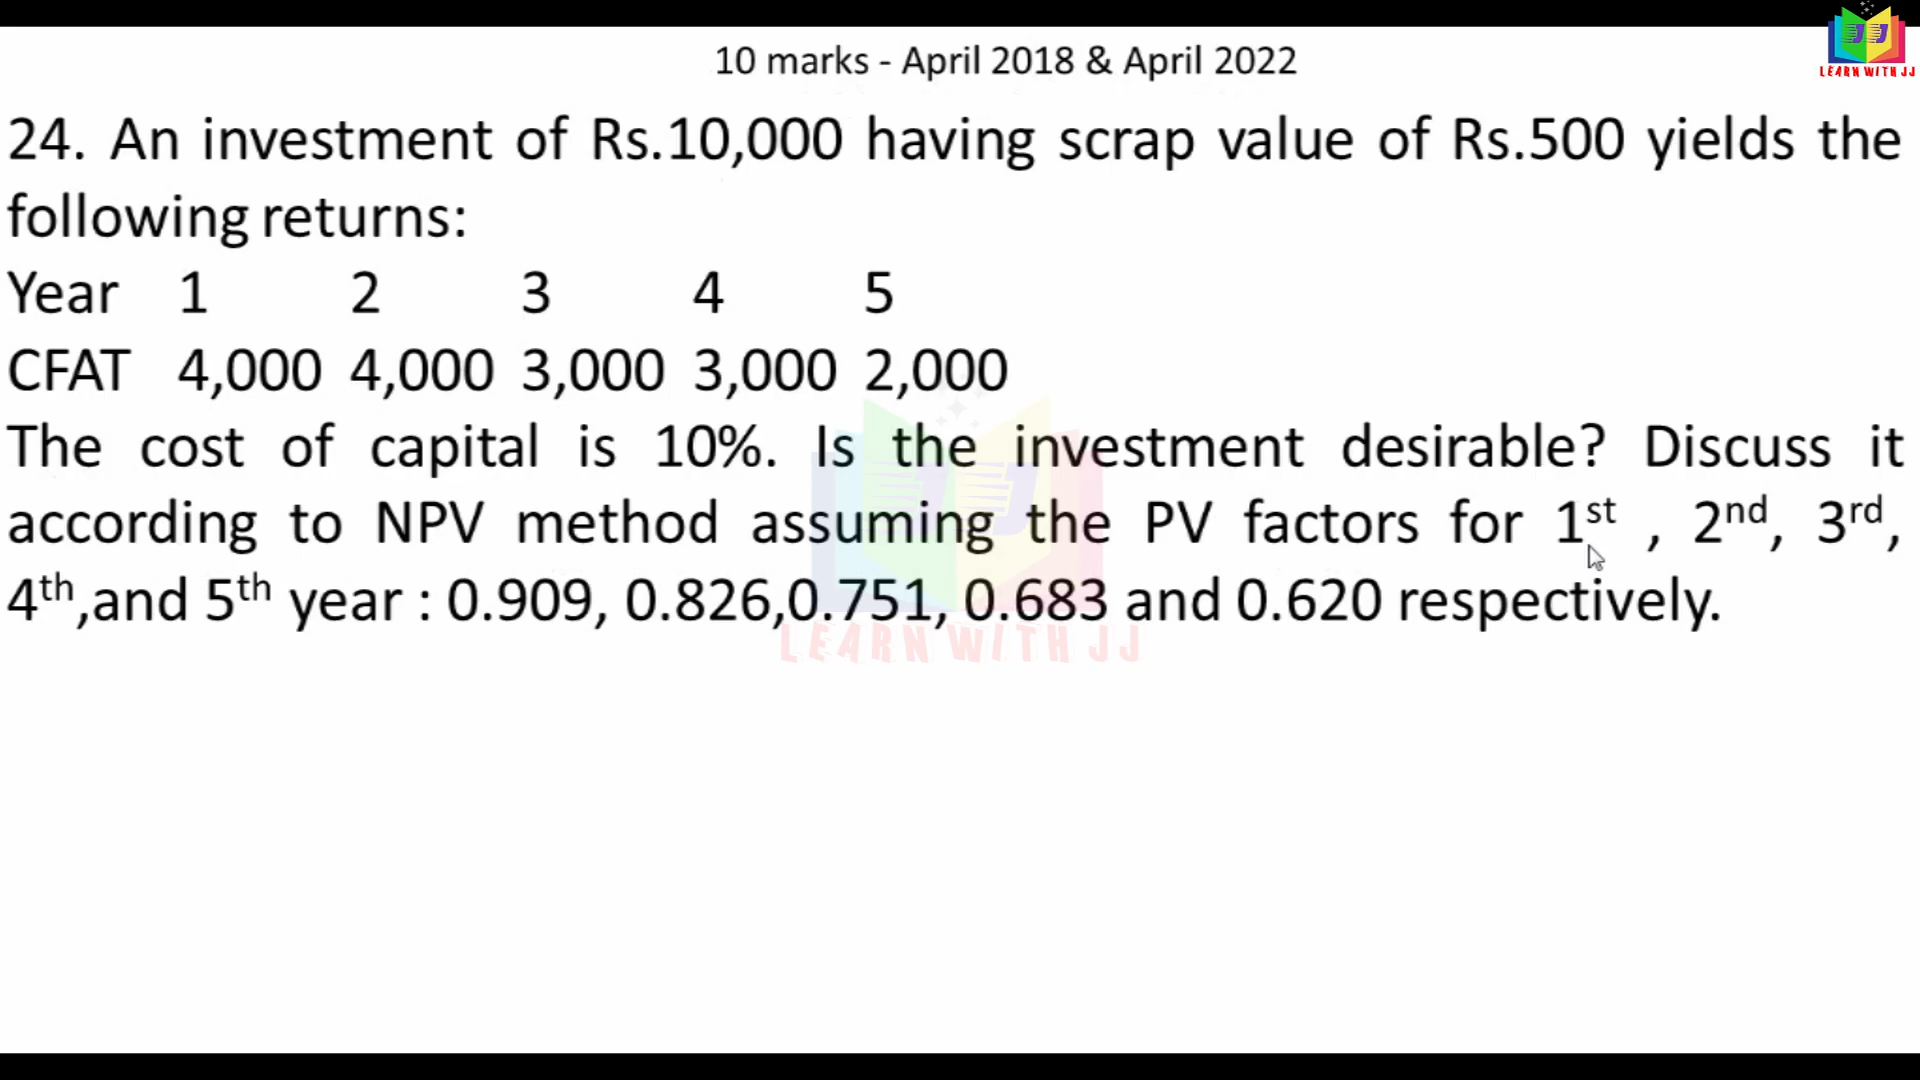 10 marks - April 2018 & April 2022
LEARN WITH JJ
24. An investment of Rs.10,000 having scrap value of Rs.500 yields the
following returns:
Year 1 2 3 4 5
CFAT 4,000 4,000 3,000 3,000 2,000
The cost of capital is 10%. Is the investment desirable? Discuss it
according to NPV method assuming the PV factors for 1st , 2nd, 3rd,
4th,and 5th year : 0.909, 0.826,0.751, 0.683 and 0.620 respectively.
LEARN WITH JJ